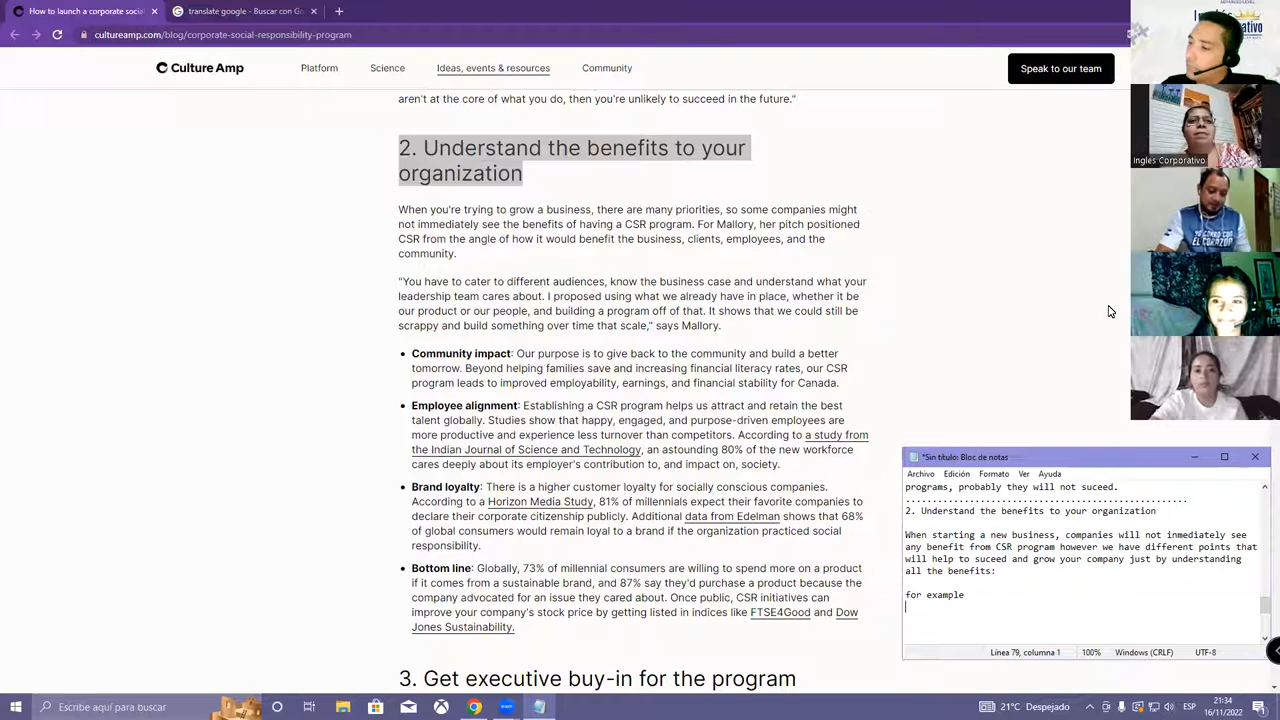 How to launch a corporate social
translate google - Buscar con Go
cultureamp.com/blog/corporate-social-responsibility-program
Culture Amp
Platform
Science
Ideas, events & resources
Community
Speak to our team
aren't at the core of what you do, then you're unlikely to succeed in the future."
2. Understand the benefits to your
organization
When you're trying to grow a business, there are many priorities, so some companies might
not immediately see the benefits of having a CSR program. For Mallory, her pitch positioned
CSR from the angle of how it would benefit the business, clients, employees, and the
community.
"You have to cater to different audiences, know the business case and understand what your
leadership team cares about. I proposed using what we already have in place, whether it be
our product or our people, and building a program off of that. It shows that we could still be
scrappy and build something over time that scale," says Mallory.
• Community impact: Our purpose is to give back to the community and build a better
tomorrow. Beyond helping families save and increasing financial literacy rates, our CSR
program leads to improved employability, earnings, and financial stability for Canada.
• Employee alignment: Establishing a CSR program helps us attract and retain the best
talent globally. Studies show that happy, engaged, and purpose-driven employees are
more productive and experience less turnover than competitors. According to a study from
the Indian Journal of Science and Technology, an astounding 80% of the new workforce
cares deeply about its employer's contribution to, and impact on, society.
• Brand loyalty: There is a higher customer loyalty for socially conscious companies.
According to a Horizon Media Study, 81% of millennials expect their favorite companies to
declare their corporate citizenship publicly. Additional data from Edelman shows that 68%
of global consumers would remain loyal to a brand if the organization practiced social
responsibility.
• Bottom line: Globally, 73% of millennial consumers are willing to spend more on a product
if it comes from a sustainable brand, and 87% say they'd purchase a product because the
company advocated for an issue they cared about. Once public, CSR initiatives can
improve your company's stock price by getting listed in indices like FTSE4Good and Dow
Jones Sustainability.
3. Get executive buy-in for the program
Ingles Corporativo
EL CORAZON
*Sin título: Bloc de notas
Archivo Edición Formato Ver Ayuda
programs, probably they will not suceed.
....................................................
2. Understand the benefits to your organization
When starting a new business, companies will not inmediately see
any benefit from CSR program however we have different points that
will help to suceed and grow your company just by understanding
all the benefits:
for example
Línea 79, columna 1
100%
Windows (CRLF)
UTF-8
Escribe aquí para buscar
21°C Despejado
ESP
21:34
16/11/2022